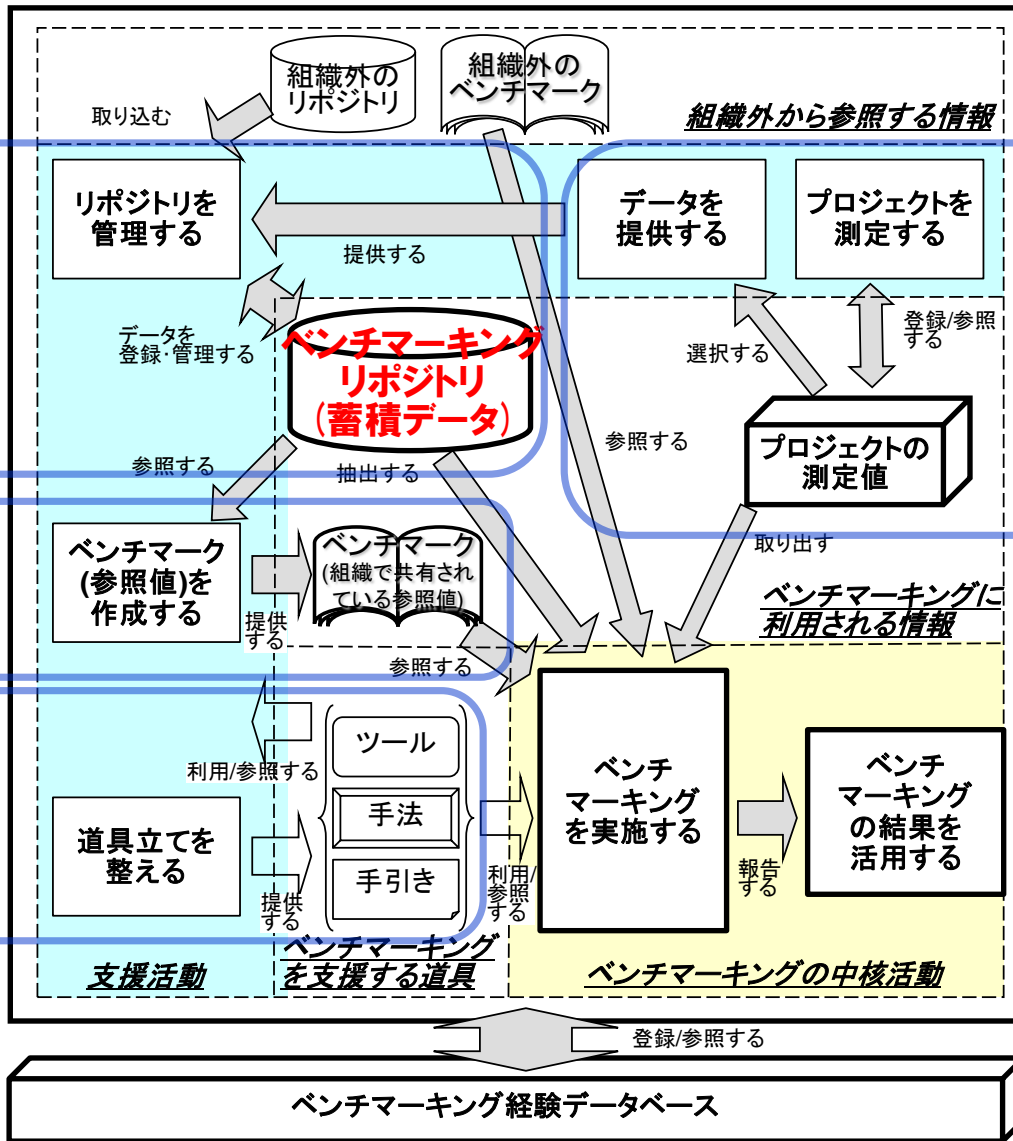 組織外の
リポジトリ
組織外の
ベンチマーク
取り込む
組織外から参照する情報
リポジトリを
管理する
データを
提供する
プロジェクトを
測定する
提供する
データを
登録・管理する
ベンチマーキング
リポジトリ
(蓄積データ)
選択する
登録/参照
する
参照する
抽出する
参照する
プロジェクトの
測定値
取り出す
ベンチマーク
(参照値)を
作成する
提供
する
ベンチマーク
(組織で共有され
ている参照値)
参照する
ベンチマーキングに
利用される情報
利用/参照する
ツール
手法
手引き
道具立てを
整える
提供
する
利用/
参照
する
ベンチ
マーキング
を実施する
報告
する
ベンチ
マーキング
の結果を
活用する
支援活動
ベンチマーキング
を支援する道具
ベンチマーキングの中核活動
登録/参照する
ベンチマーキング経験データベース